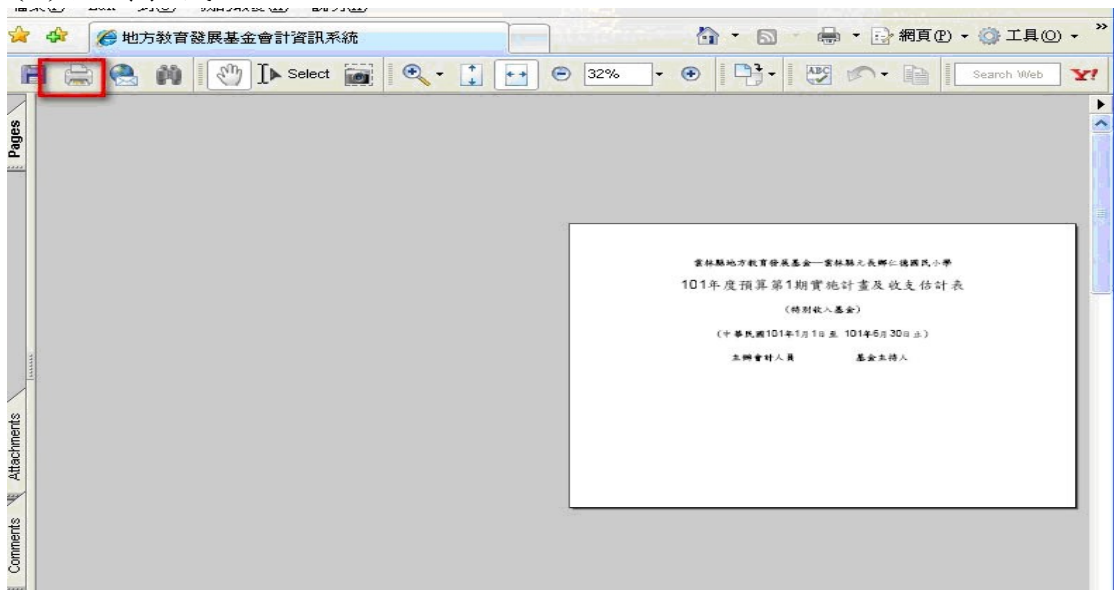 地方教育發展基金會計資訊系統
網頁(P)
工具(O)
Select
32%
Search Web
Y!
Pages
雲林縣地方教育發展基金—雲林縣元長鄉仁德國民小學
101年度預算第1期實施計畫及收支估計表
(特別收入基金)
(中華民國101年1月1日至 101年6月30日止)
主辦會計人員 基金主持人
Attachments
Comments